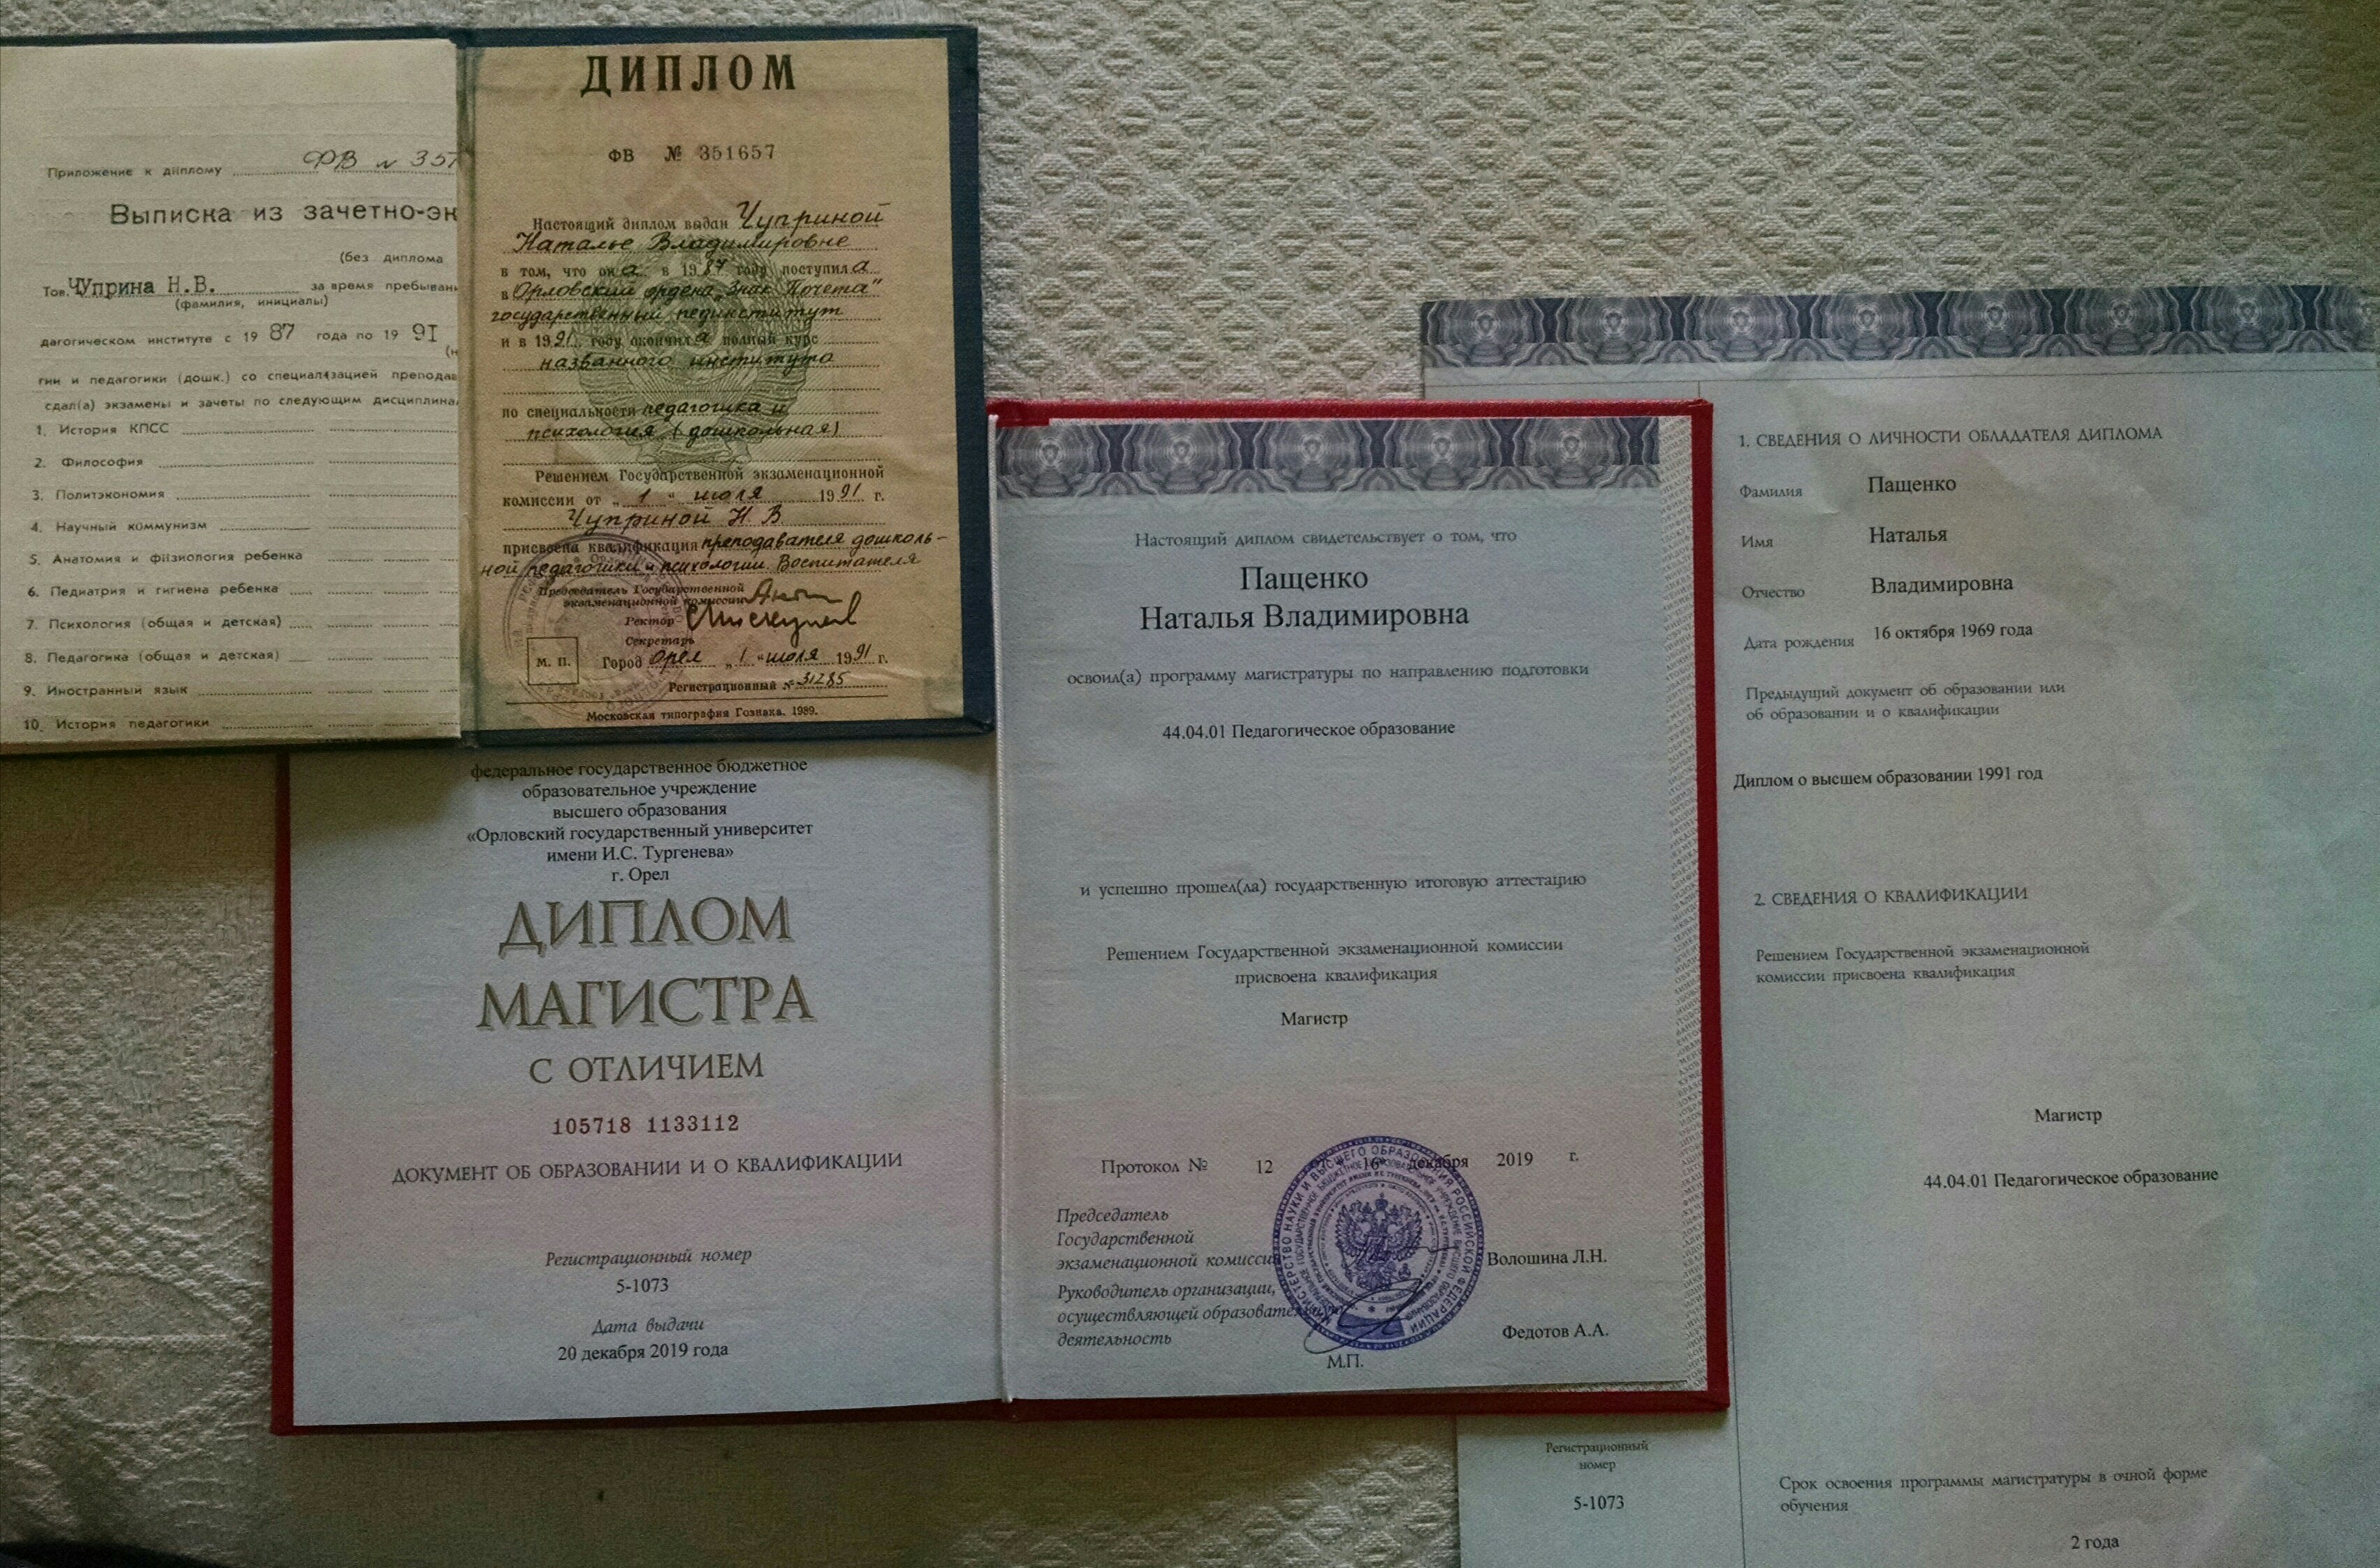 Приложение к диплому ФВ № 351
Выписка из зачетно-эк
(без диплома
Тов. Чуприна Н.В. за время пребыван
(фамилия, инициалы)
дагогическом институте с 1987 года по 1991
(н
гии и педагогики (дошк.) со специализацией препода
сдал(а) экзамены и зачеты по следующим дисциплина
1. История КПСС
2. Философия
3. Политэкономия
4. Научный коммунизм
5. Анатомия и физиология ребенка
6. Педиатрия и гигиена ребенка
7. Психология (общая и детская)
8. Педагогика (общая и детская)
9. Иностранный язык
10. История педагогики
ДИПЛОМ
ФВ № 351657
Настоящий диплом выдан Чуприной
Наталье Владимировне
в том, что она в 1987 году поступила
в Орловский ордена „Знак Почета"
государственный пединститут
и в 1991 году окончила полный курс
названного института
по специальности педагогика и
психология (дошкольная)
Решением Государственной экзаменационной
комиссии от „1" июля 1991 г.
Чуприной Н. В
присвоена квалификация преподавателя дошколь-
ной педагогики и психологии. Воспитателя
Председатель Государственной
экзаменационной комиссии
Ректор
Секретарь
М. П.
Город Орел „1" июля 1991 г.
Регистрационный № 31285
Московская типография Гознака. 1989.
федеральное государственное бюджетное
образовательное учреждение
высшего образования
«Орловский государственный университет
имени И.С. Тургенева»
г. Орел
ДИПЛОМ
МАГИСТРА
С ОТЛИЧИЕМ
105718 1133112
ДОКУМЕНТ ОБ ОБРАЗОВАНИИ И О КВАЛИФИКАЦИИ
Регистрационный номер
5-1073
Дата выдачи
20 декабря 2019 года
Настоящий диплом свидетельствует о том, что
Пащенко
Наталья Владимировна
освоил(а) программу магистратуры по направлению подготовки
44.04.01 Педагогическое образование
и успешно прошел(ла) государственную итоговую аттестацию
Решением Государственной экзаменационной комиссии
присвоена квалификация
Магистр
Протокол № 12 "16" декабря 2019 г.
Председатель
Государственной
экзаменационной комиссии Волошина Л.Н.
Руководитель организации,
осуществляющей образовательную
деятельность Федотов А.А.
М.П.
1. СВЕДЕНИЯ О ЛИЧНОСТИ ОБЛАДАТЕЛЯ ДИПЛОМА
Фамилия Пащенко
Имя Наталья
Отчество Владимировна
Дата рождения 16 октября 1969 года
Предыдущий документ об образовании или
об образовании и о квалификации
Диплом о высшем образовании 1991 год
2. СВЕДЕНИЯ О КВАЛИФИКАЦИИ
Решением Государственной экзаменационной
комиссии присвоена квалификация
Магистр
44.04.01 Педагогическое образование
Регистрационный
номер
5-1073
Срок освоения программы магистратуры в очной форме
обучения
2 года